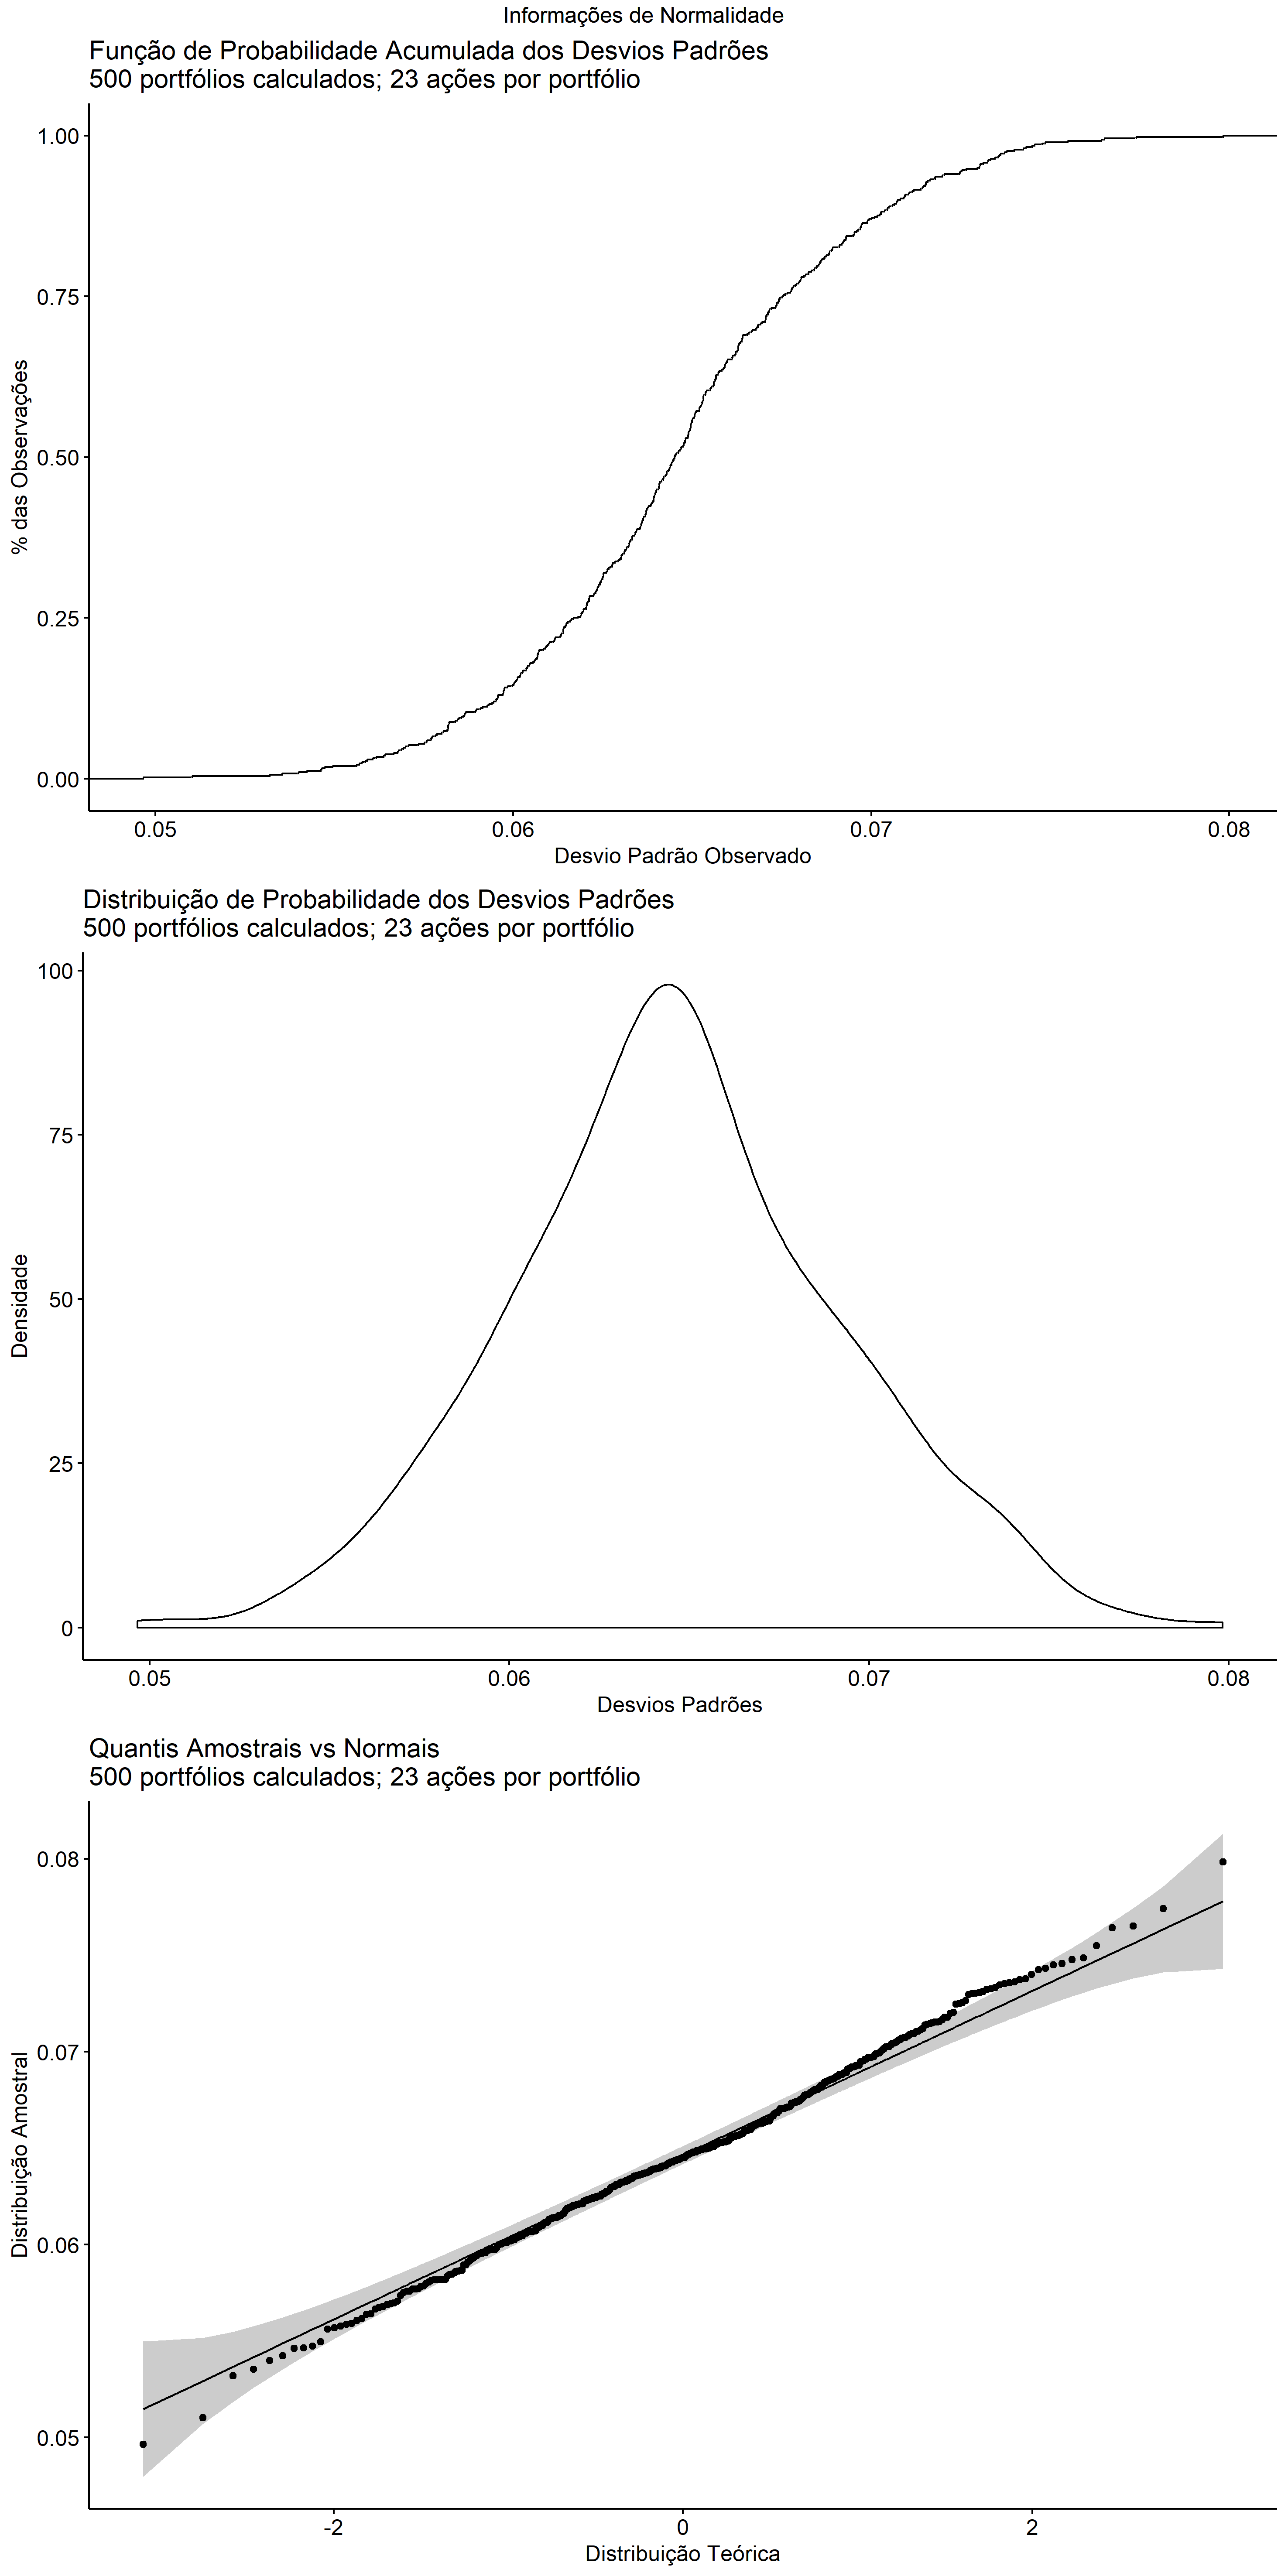 Informações de Normalidade
Função de Probabilidade Acumulada dos Desvios Padrões
500 portfólios calculados; 23 ações por portfólio
1.00
0.75
0.50
0.25
0.00
% das Observações
0.05 0.06 0.07 0.08
Desvio Padrão Observado
Distribuição de Probabilidade dos Desvios Padrões
500 portfólios calculados; 23 ações por portfólio
100
75
50
25
0
Densidade
0.05 0.06 0.07 0.08
Desvios Padrões
Quantis Amostrais vs Normais
500 portfólios calculados; 23 ações por portfólio
0.08
0.07
0.06
0.05
Distribuição Amostral
-2 0 2
Distribuição Teórica